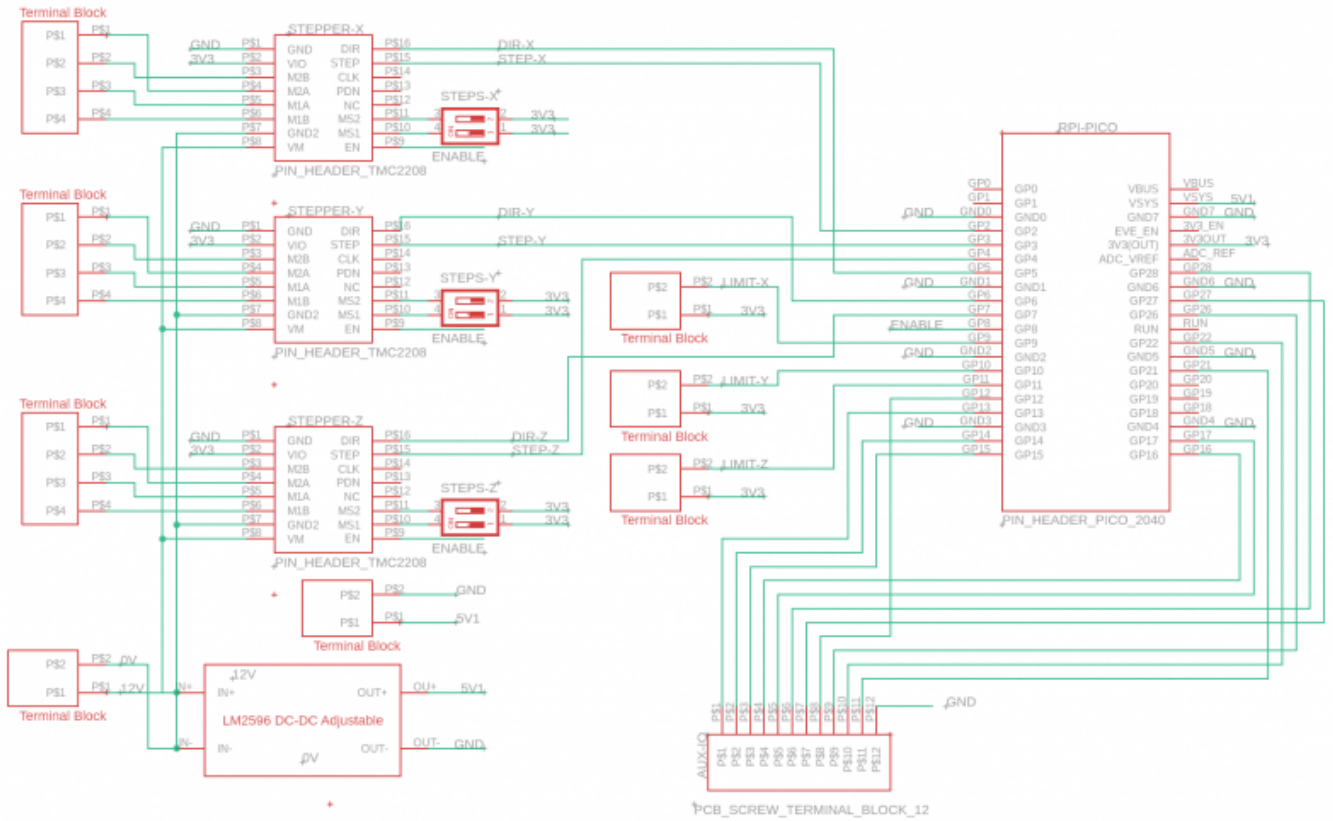 Terminal Block
P$1 P$1
P$2 P$2
P$3 P$3
P$4 P$4
STEPPER-X
GND P$1 GND DIR P$16 DIR-X
3V3 P$2 VIO STEP P$15 STEP-X
P$3 M2B CLK P$14
P$4 M2A PDN P$13
P$5 M1A NC P$12
P$6 M1B MS2 P$11
P$7 GND2 MS1 P$10
P$8 VM EN P$9
STEPS-X
3 2 3V3
4 1 3V3
ON
ENABLE
PIN_HEADER_TMC2208
Terminal Block
P$1 P$1
P$2 P$2
P$3 P$3
P$4 P$4
STEPPER-Y
GND P$1 GND DIR P$16 DIR-Y
3V3 P$2 VIO STEP P$15 STEP-Y
P$3 M2B CLK P$14
P$4 M2A PDN P$13
P$5 M1A NC P$12
P$6 M1B MS2 P$11
P$7 GND2 MS1 P$10
P$8 VM EN P$9
STEPS-Y
3 2 3V3
4 1 3V3
ON
ENABLE
PIN_HEADER_TMC2208
Terminal Block
P$1 P$1
P$2 P$2
P$3 P$3
P$4 P$4
STEPPER-Z
GND P$1 GND DIR P$16 DIR-Z
3V3 P$2 VIO STEP P$15 STEP-Z
P$3 M2B CLK P$14
P$4 M2A PDN P$13
P$5 M1A NC P$12
P$6 M1B MS2 P$11
P$7 GND2 MS1 P$10
P$8 VM EN P$9
STEPS-Z
3 2 3V3
4 1 3V3
ON
ENABLE
PIN_HEADER_TMC2208
P$2 P$2 GND
P$1 P$1 5V1
Terminal Block
P$2 P$2 0V
P$1 P$1 12V
Terminal Block
12V
IN+ IN+ OUT+ OU+ 5V1
LM2596 DC-DC Adjustable
IN- IN- OUT- OUT- GND
0V
P$2 P$2 LIMIT-X
P$1 P$1 3V3
Terminal Block
P$2 P$2 LIMIT-Y
P$1 P$1 3V3
Terminal Block
P$2 P$2 LIMIT-Z
P$1 P$1 3V3
Terminal Block
RPI-PICO
GP0 GP0 VBUS VBUS
GP1 GP1 VSYS VSYS 5V1
GND GND0 GND0 GND7 GND7 GND
GP2 GP2 EVE_EN 3V3_EN
GP3 GP3 3V3(OUT) 3V3OUT 3V3
GP4 GP4 ADC_VREF ADC_REF
GP5 GP5 GP28 GP28
GND GND1 GND1 GND6 GND6 GND
GP6 GP6 GP27 GP27
GP7 GP7 GP26 GP26
ENABLE GP8 GP8 RUN RUN
GP9 GP9 GP22 GP22
GND GND2 GND2 GND5 GND5 GND
GP10 GP10 GP21 GP21
GP11 GP11 GP20 GP20
GP12 GP12 GP19 GP19
GP13 GP13 GP18 GP18
GND GND3 GND3 GND4 GND4 GND
GP14 GP14 GP17 GP17
GP15 GP15 GP16 GP16
PIN_HEADER_PICO_2040
GND
P$1 P$2 P$3 P$4 P$5 P$6 P$7 P$8 P$9 P$10 P$11 P$12
AUX-IO
P$1 P$2 P$3 P$4 P$5 P$6 P$7 P$8 P$9 P$10 P$11 P$12
PCB_SCREW_TERMINAL_BLOCK_12